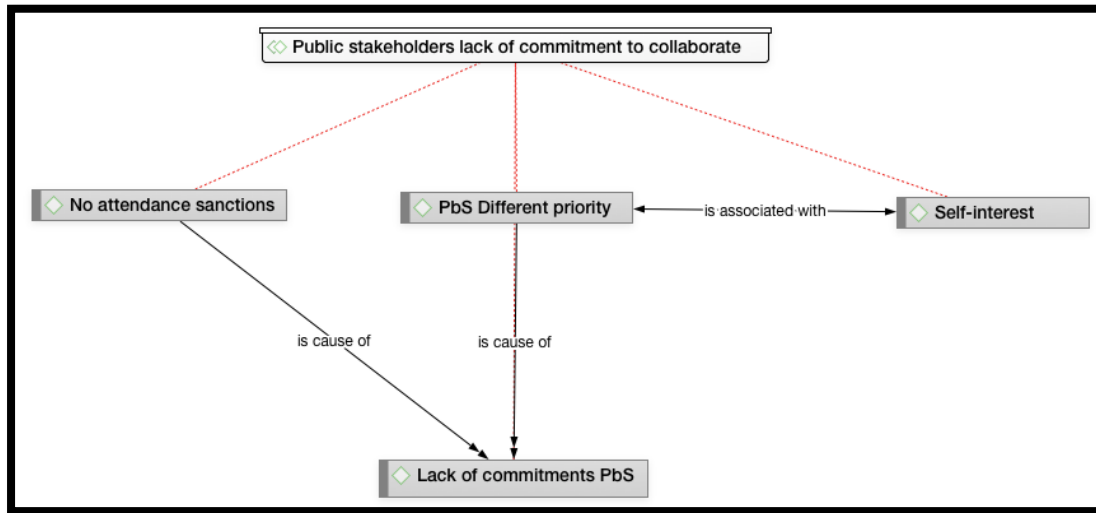 Public stakeholders lack of commitment to collaborate
No attendance sanctions
PbS Different priority
is associated with
Self-interest
is cause of
is cause of
Lack of commitments PbS